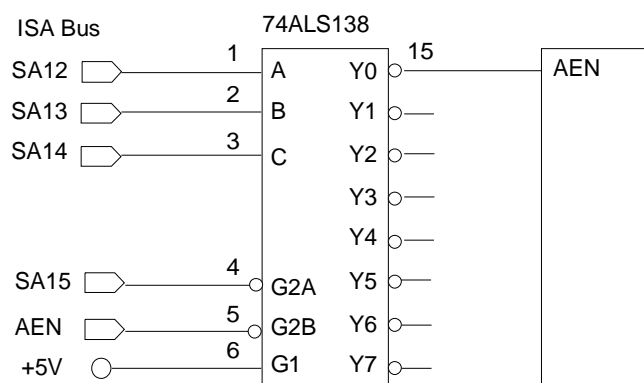 ISA Bus 74ALS138
SA12 1 A Y0 15 AEN
SA13 2 B Y1
SA14 3 C Y2
Y3
Y4
SA15 4 G2A Y5
AEN 5 G2B Y6
+5V 6 G1 Y7